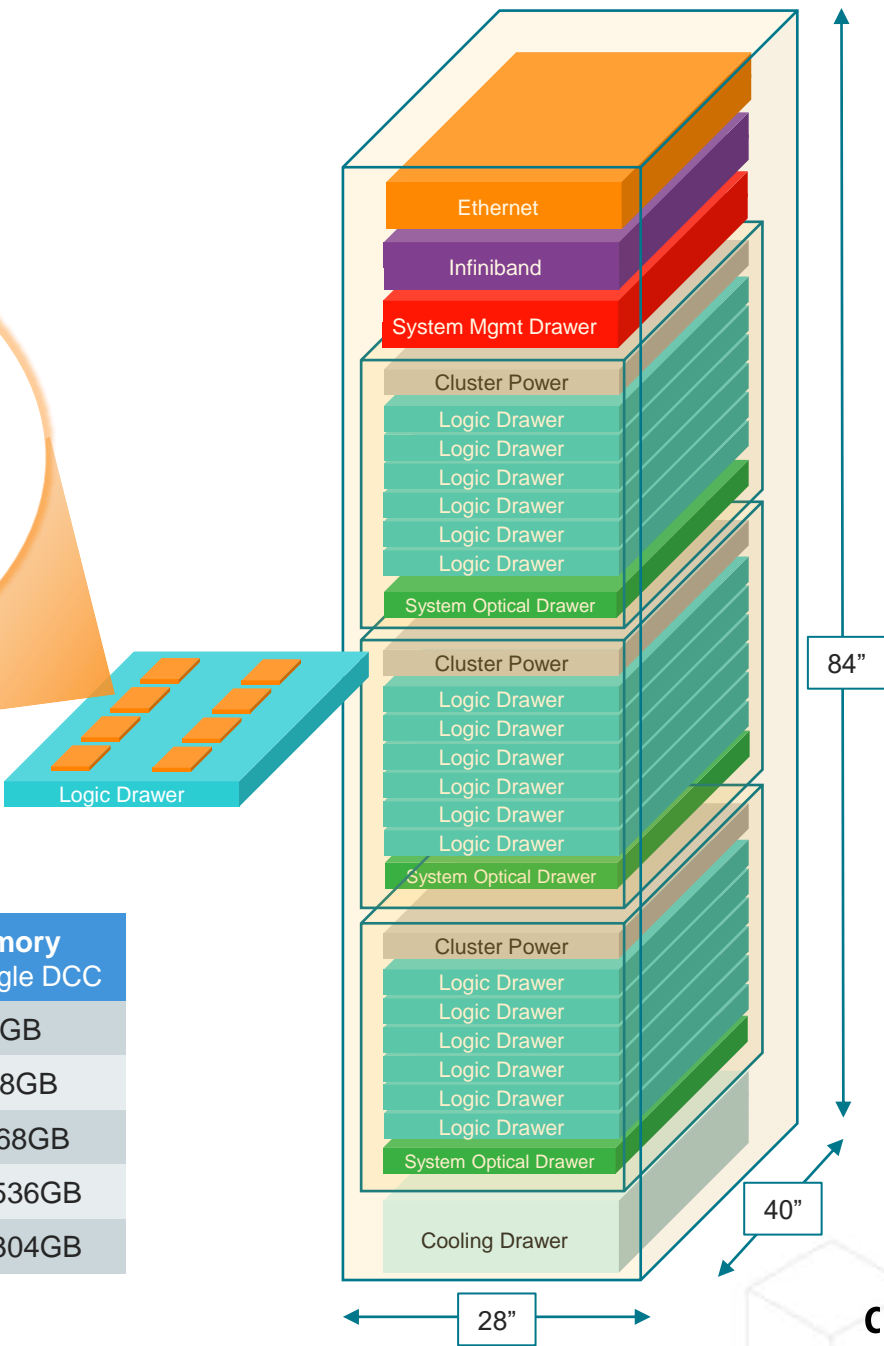 Ethernet
Infiniband
System Mgmt Drawer
Cluster Power
Logic Drawer
Logic Drawer
Logic Drawer
Logic Drawer
Logic Drawer
Logic Drawer
System Optical Drawer
84”
Cluster Power
Logic Drawer
Logic Drawer
Logic Drawer
Logic Drawer
Logic Drawer
Logic Drawer
System Optical Drawer
Logic Drawer
Cluster Power
Logic Drawer
Logic Drawer
Logic Drawer
Logic Drawer
Logic Drawer
Logic Drawer
System Optical Drawer
Cooling Drawer
40”
28”
mory
gle DCC
GB
8GB
68GB
536GB
304GB